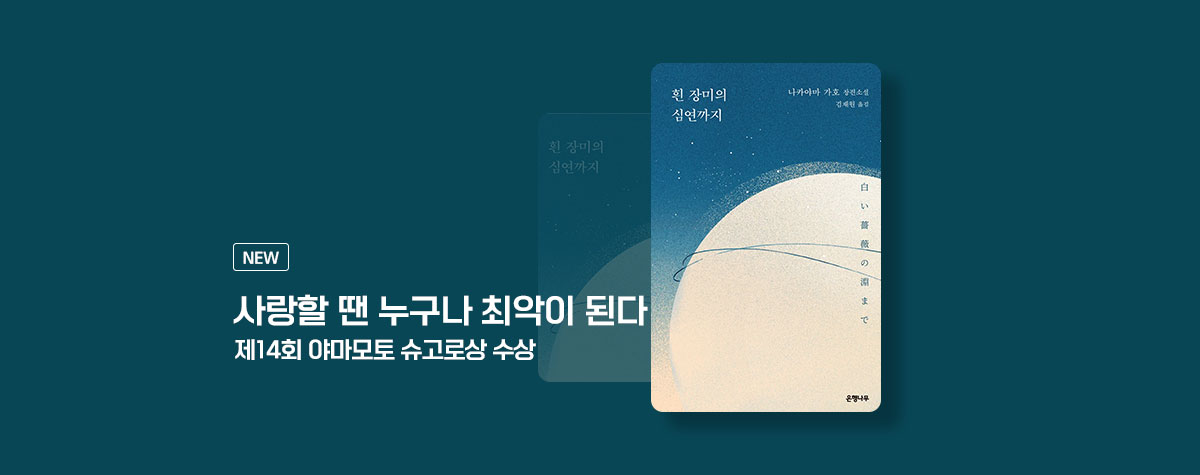 NEW
사랑할 땐 누구나 최악이 된다
제14회 야마모토 슈고로상 수상
흰 장미의
심연까지
흰 장미의
심연까지
나카야마 가호 장편소설
김재원 옮김
白い薔薇の淵まで
은행나무